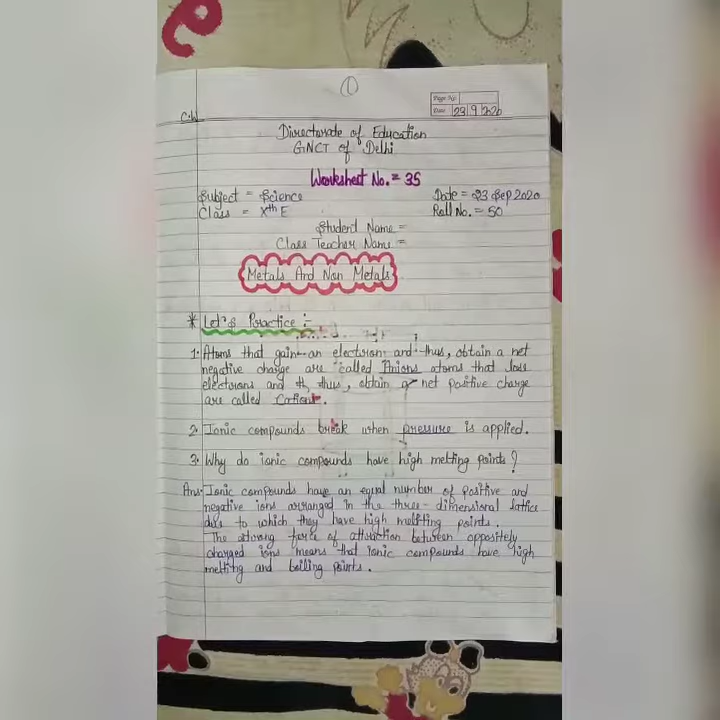 1
C.W
Page No.
Date 23 9 2020
Directorate of Education
GNCT of Delhi
Worksheet No. = 35
Subject = Science Date = 23 Sep 2020
Class = Xth E Roll No. = 50
Student Name =
Class Teacher Name =
Metals And Non Metals
* Let's Practice :-
1. Atoms that gain an electron and thus, obtain a net
negative charge are called Anions atoms that loss
electrons and thus, obtain a net positive charge
are called Cations.
2. Ionic compounds break when pressure is applied.
3. Why do ionic compounds have high melting points?
Ans. Ionic compounds have an equal number of positive and
negative ions arranged in the three-dimensional lattice
due to which they have high melting points.
The strong force of attraction between oppositely
charged ions means that ionic compounds have high
melting and boiling points.